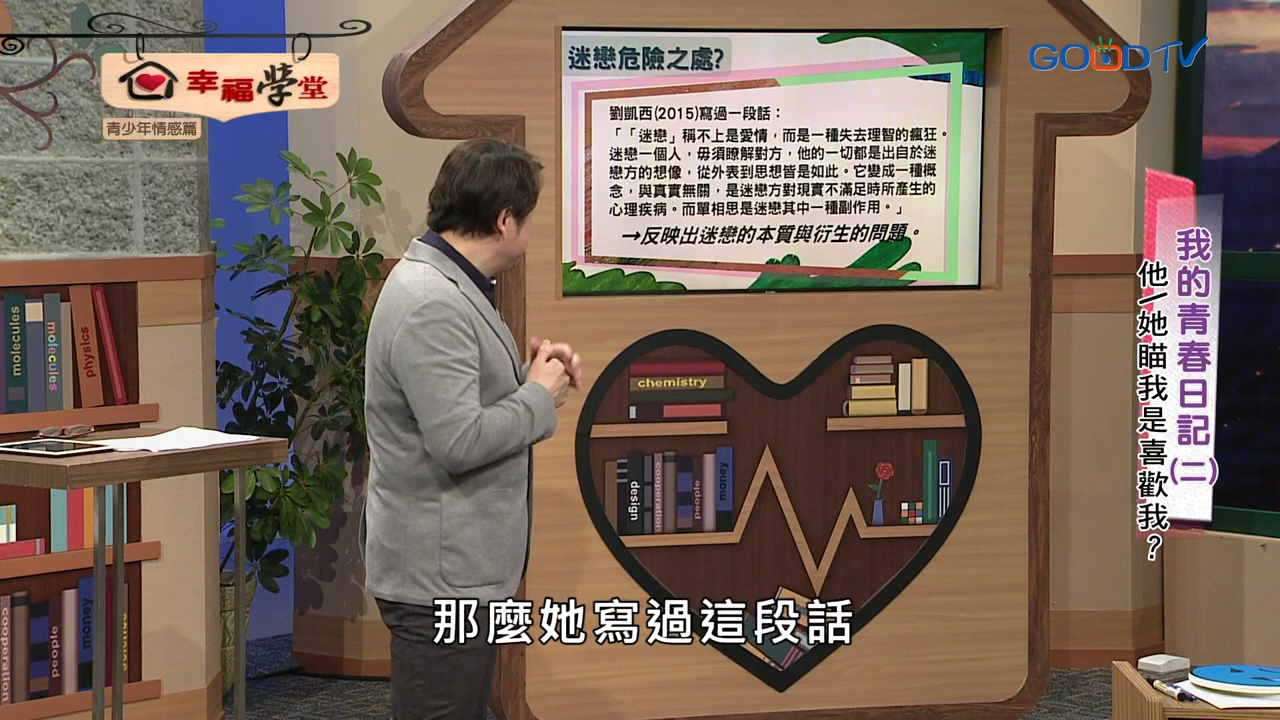 幸福學堂
青少年情感篇
GOODTV
迷戀危險之處?
劉凱西(2015)寫過一段話：
「「迷戀」稱不上是愛情，而是一種失去理智的瘋狂。
迷戀一個人，毋須瞭解對方，他的一切都是出自於迷
戀方的想像，從外表到思想皆是如此。它變成一種概
念，與真實無關，是迷戀方對現實不滿足時所產生的
心理疾病。而單相思是迷戀其中一種副作用。」
→反映出迷戀的本質與衍生的問題。
我的青春日記(二)
他/她瞄我是喜歡我？
molecules
molecules
physics
chemistry
design
cooperation
people
money
cooperation
people
money
那麼她寫過這段話